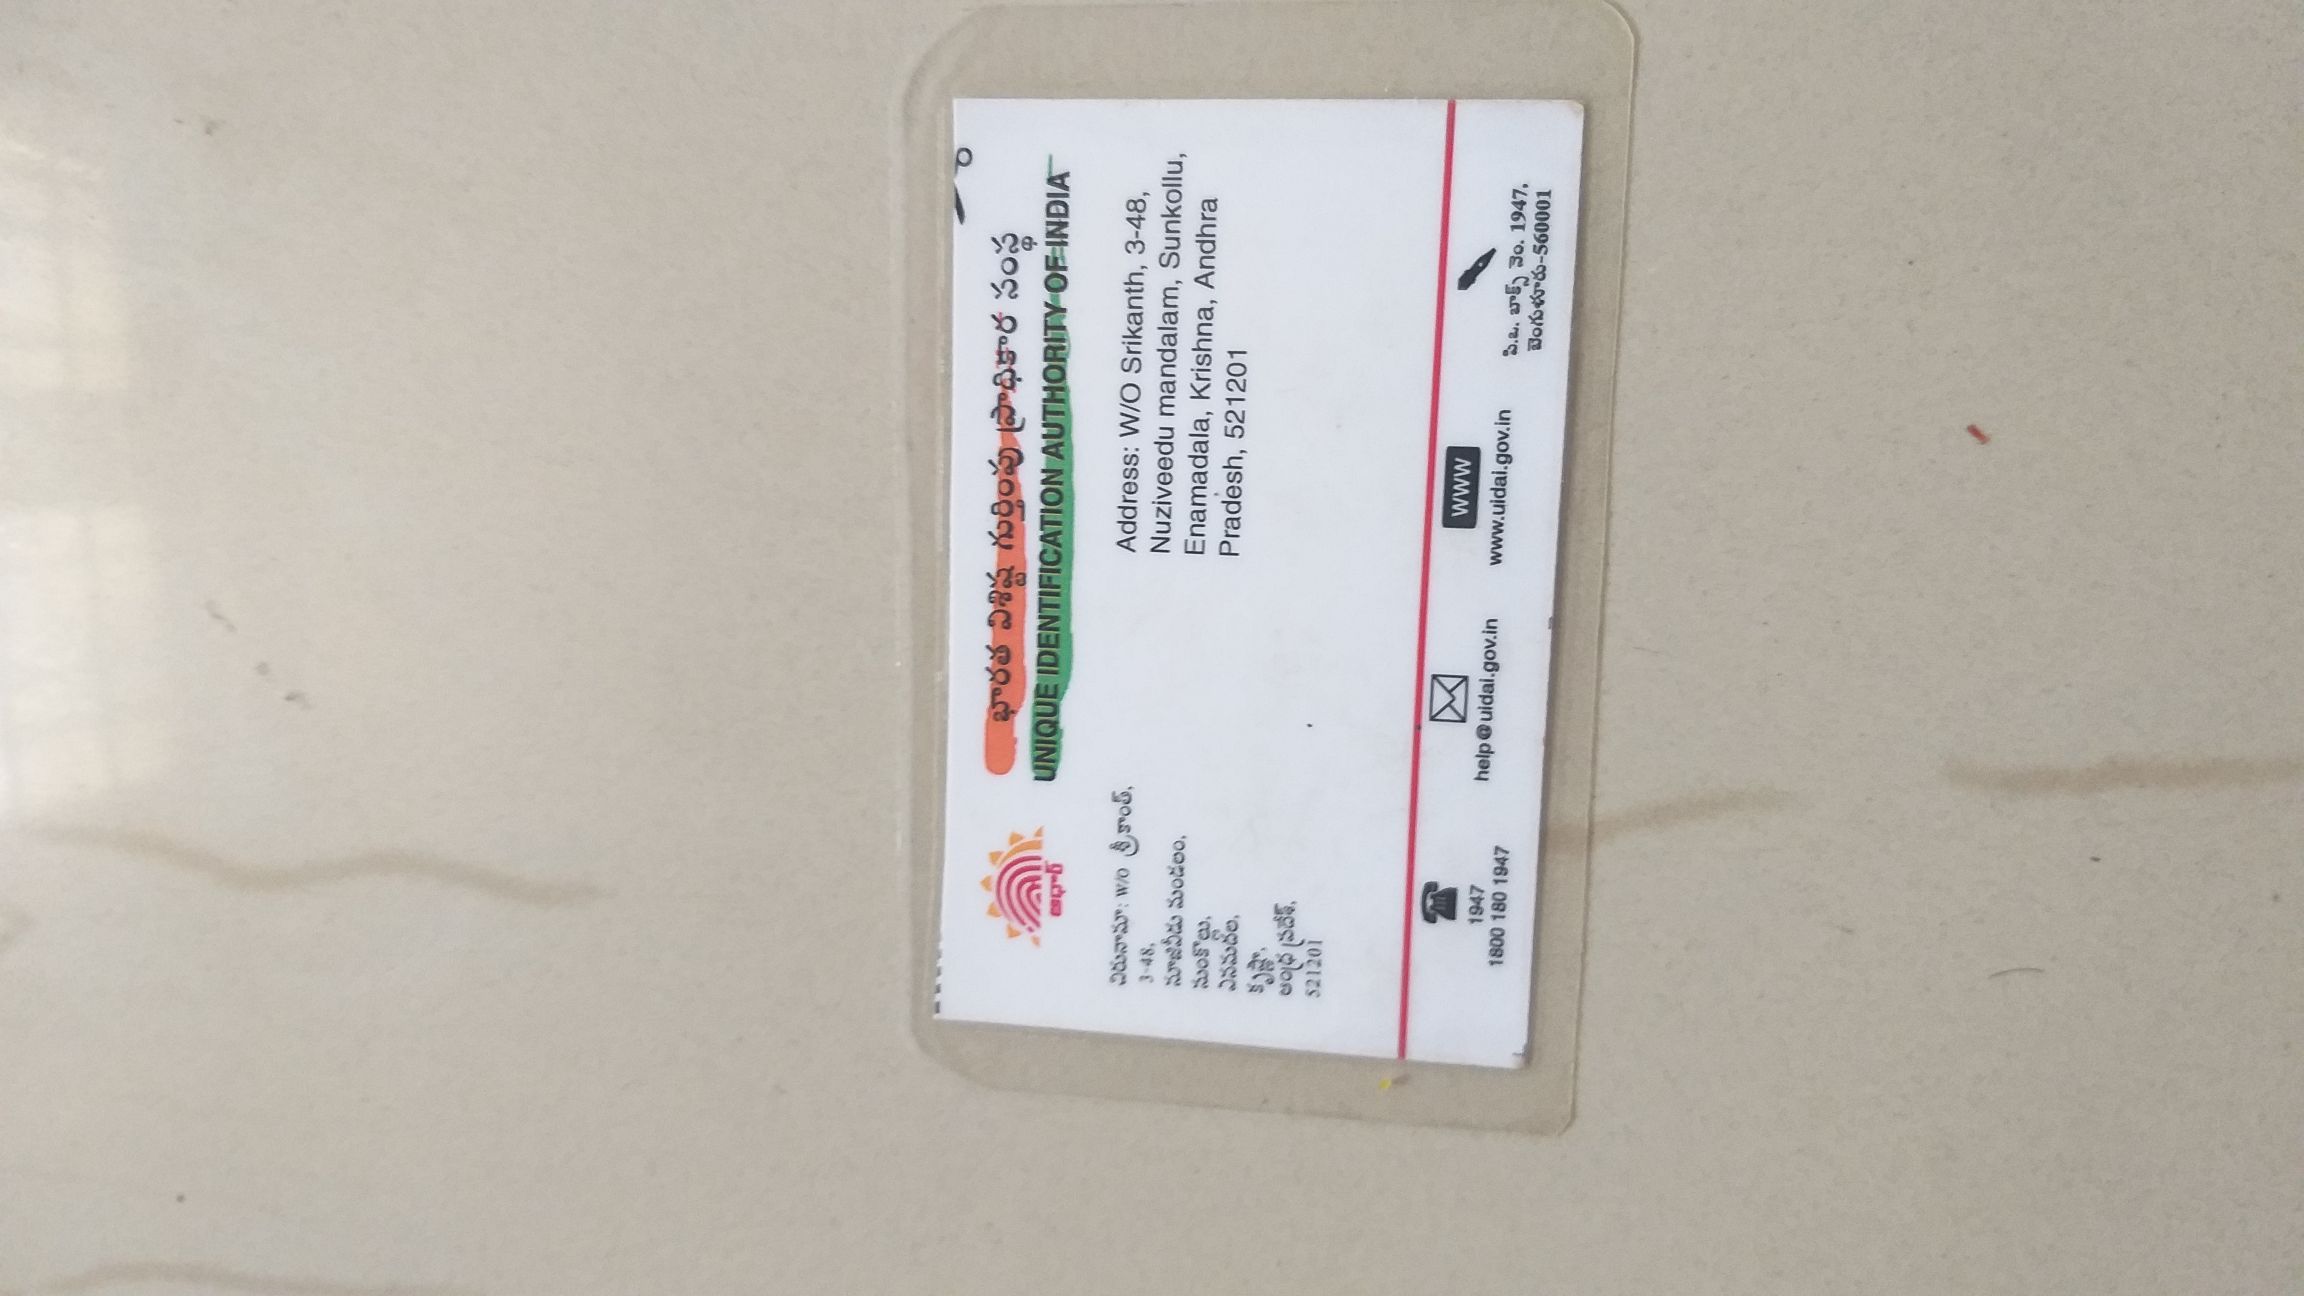 భారత విశిష్ట గుర్తింపు ప్రాధికార సంస్థ
UNIQUE IDENTIFICATION AUTHORITY OF INDIA
ఆధార్
చిరునామా: W/O శ్రీకాంత్,
3-48,
నూజివీడు మండలం,
సుంకొల్లు,
ఎనమదల,
కృష్ణా,
ఆంధ్ర ప్రదేశ్,
521201
Address: W/O Srikanth, 3-48,
Nuziveedu mandalam, Sunkollu,
Enamadala, Krishna, Andhra
Pradesh, 521201
1947
1800 180 1947
help@uidai.gov.in
WWW
www.uidai.gov.in
పి.ఒ. బాక్స్ నెం. 1947,
బెంగుళూరు-560001